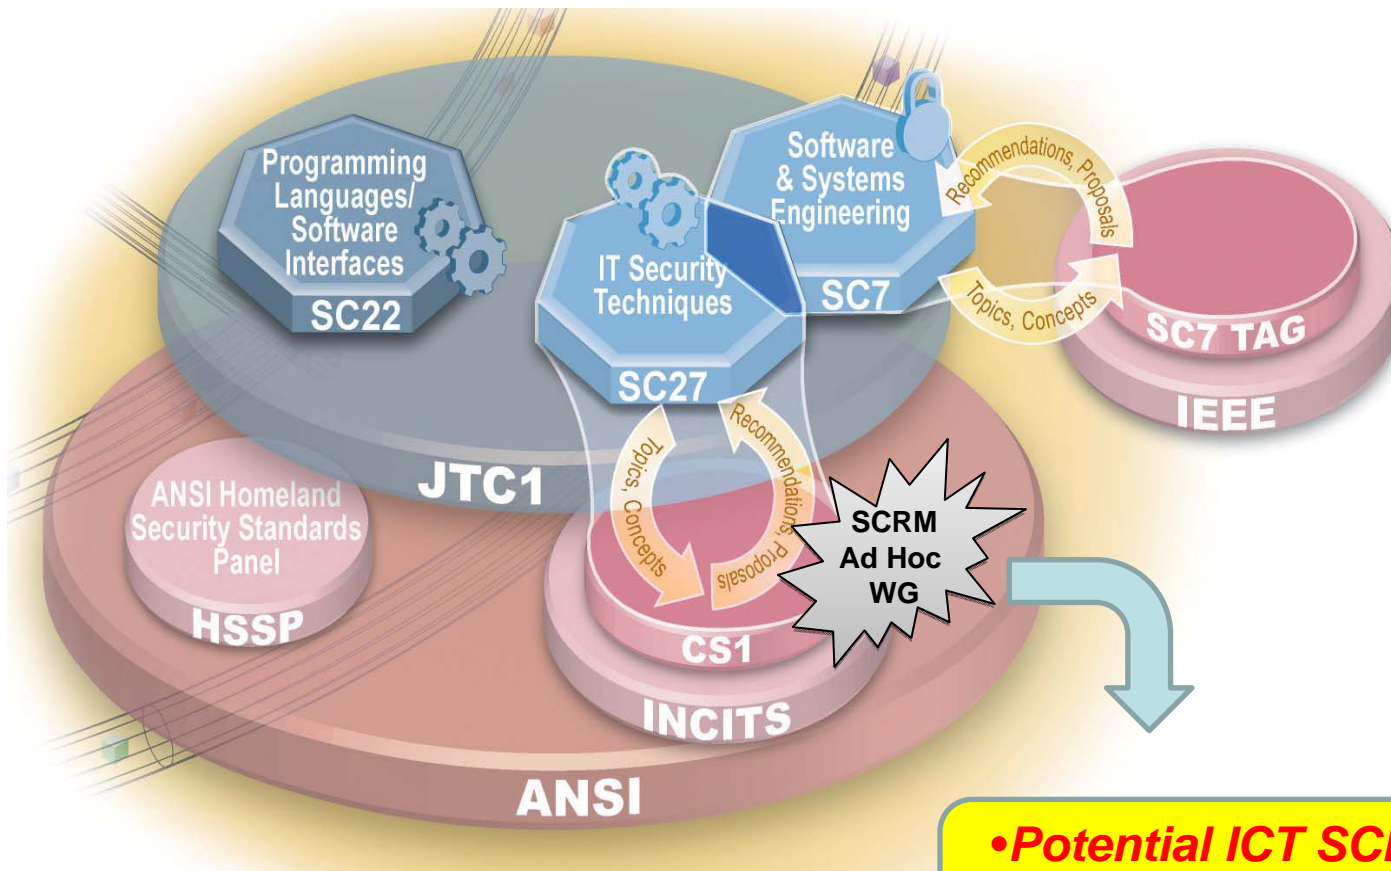 Programming
Languages/
Software
Interfaces
SC22
Software
& Systems
Engineering
SC7
IT Security
Techniques
SC27
Recommendations, Proposals
Topics, Concepts
SC7 TAG
IEEE
JTC1
Topics, Concepts
Recommendations, Proposals
SCRM
Ad Hoc
WG
ANSI Homeland
Security Standards
Panel
HSSP
CS1
INCITS
ANSI
•Potential ICT